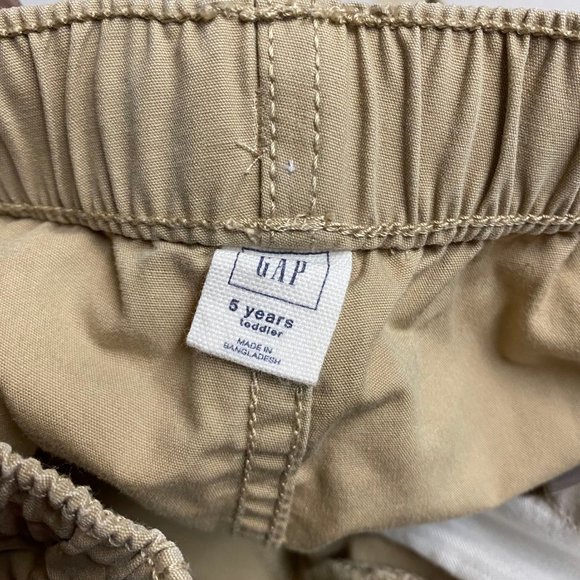 GAP
5 years
toddler
MADE IN
BANGLADESH